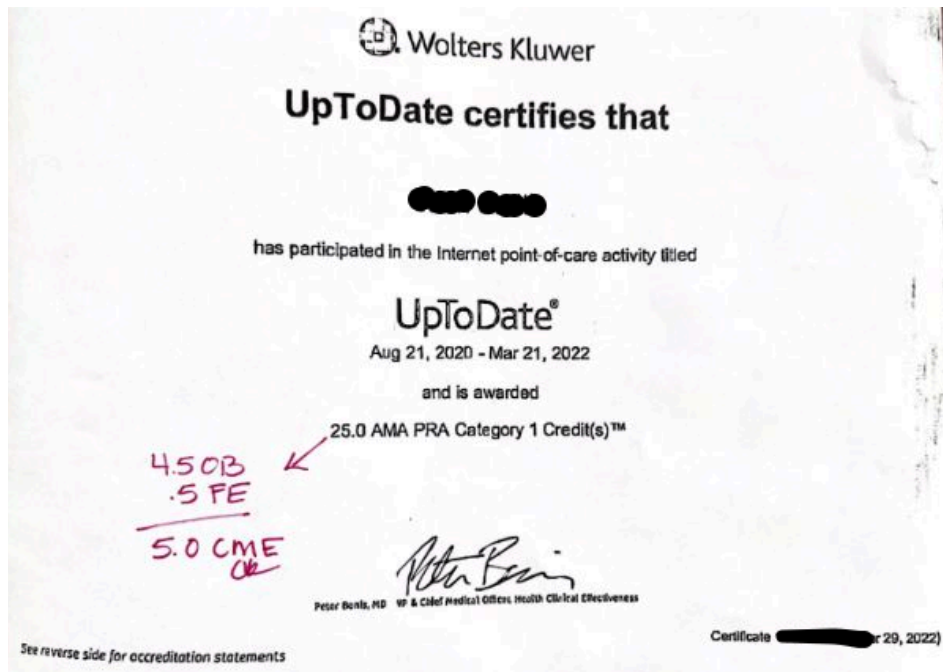 Wolters Kluwer
UpToDate certifies that
has participated in the Internet point-of-care activity titled
UpToDate®
Aug 21, 2020 - Mar 21, 2022
and is awarded
25.0 AMA PRA Category 1 Credit(s)™
4.5 OB
.5 FE
5.0 CME
Peter Bonis, MD VP & Chief Medical Officer, Health Clinical Effectiveness
Certificate r 29, 2022)
See reverse side for accreditation statements